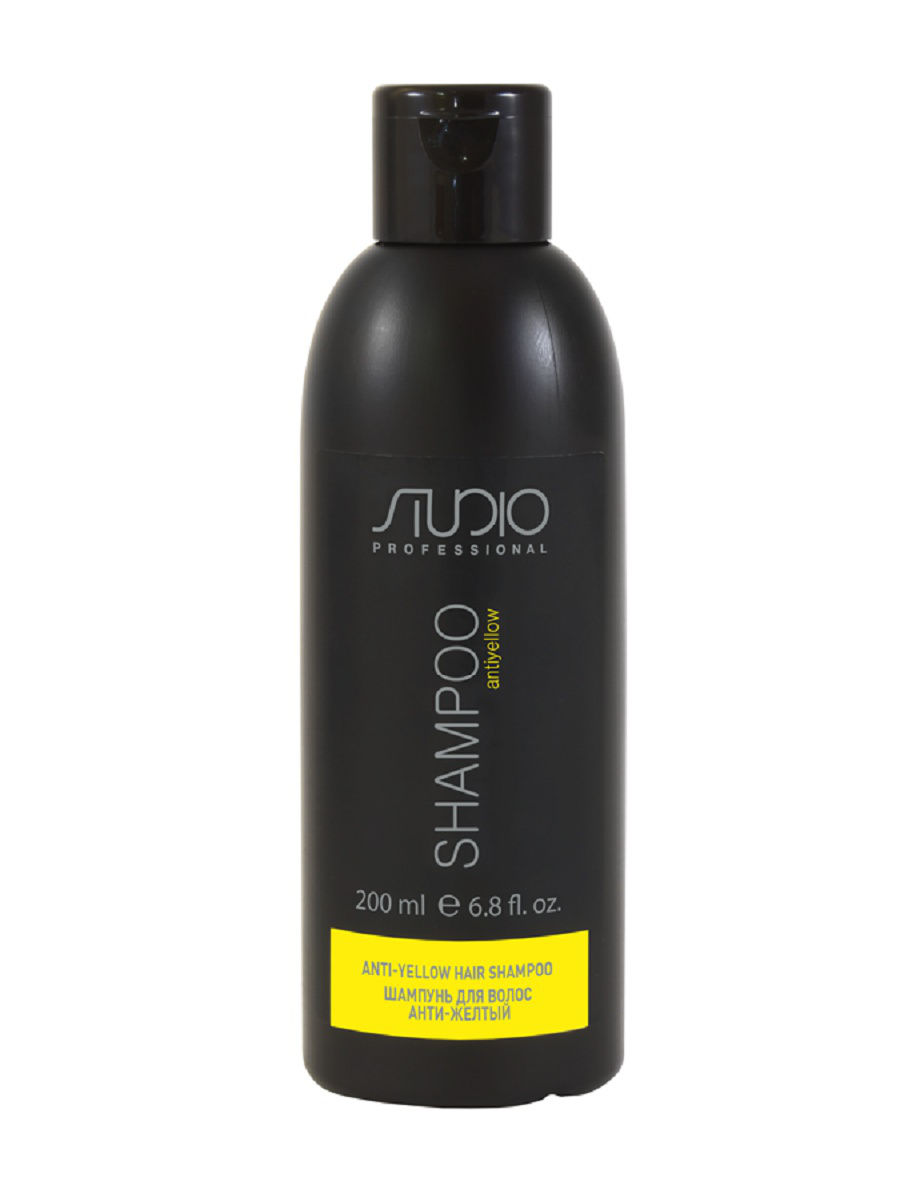 STUDIO
PROFESSIONAL
SHAMPOO
antiyellow
200 ml ℮ 6.8 fl. oz.
ANTI-YELLOW HAIR SHAMPOO
ШАМПУНЬ ДЛЯ ВОЛОС
АНТИ-ЖЕЛТЫЙ